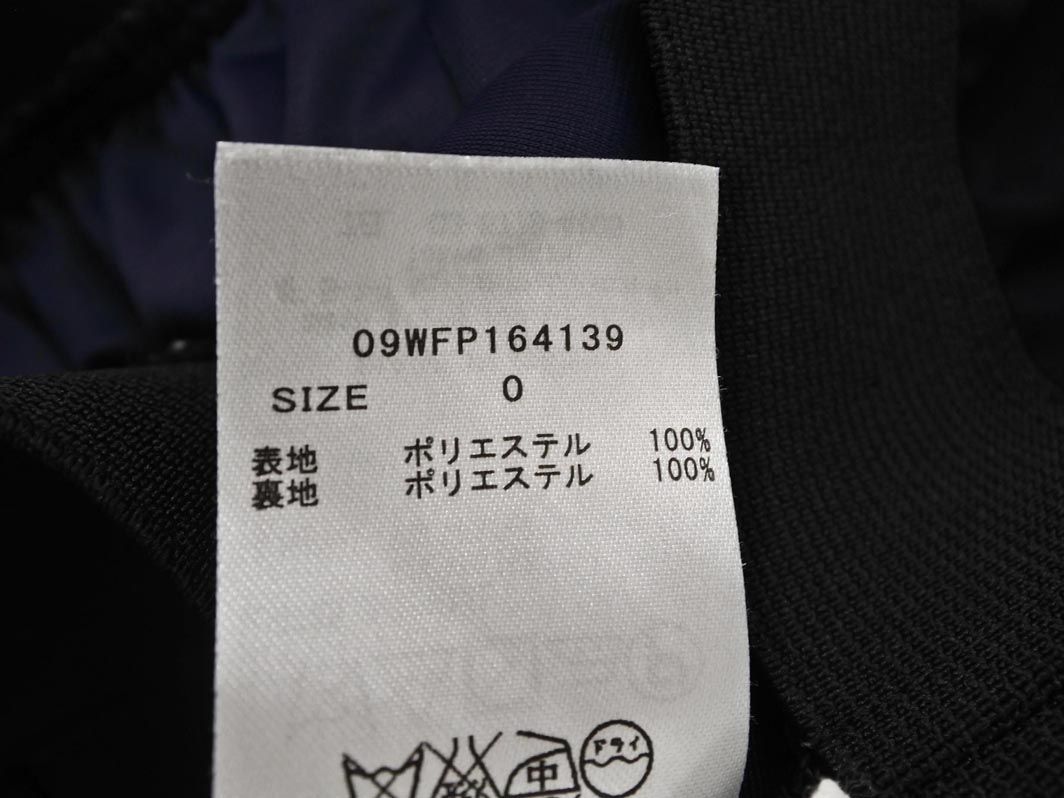 09WFP164139
SIZE 0
表地 ポリエステル 100%
裏地 ポリエステル 100%
中 ドライ